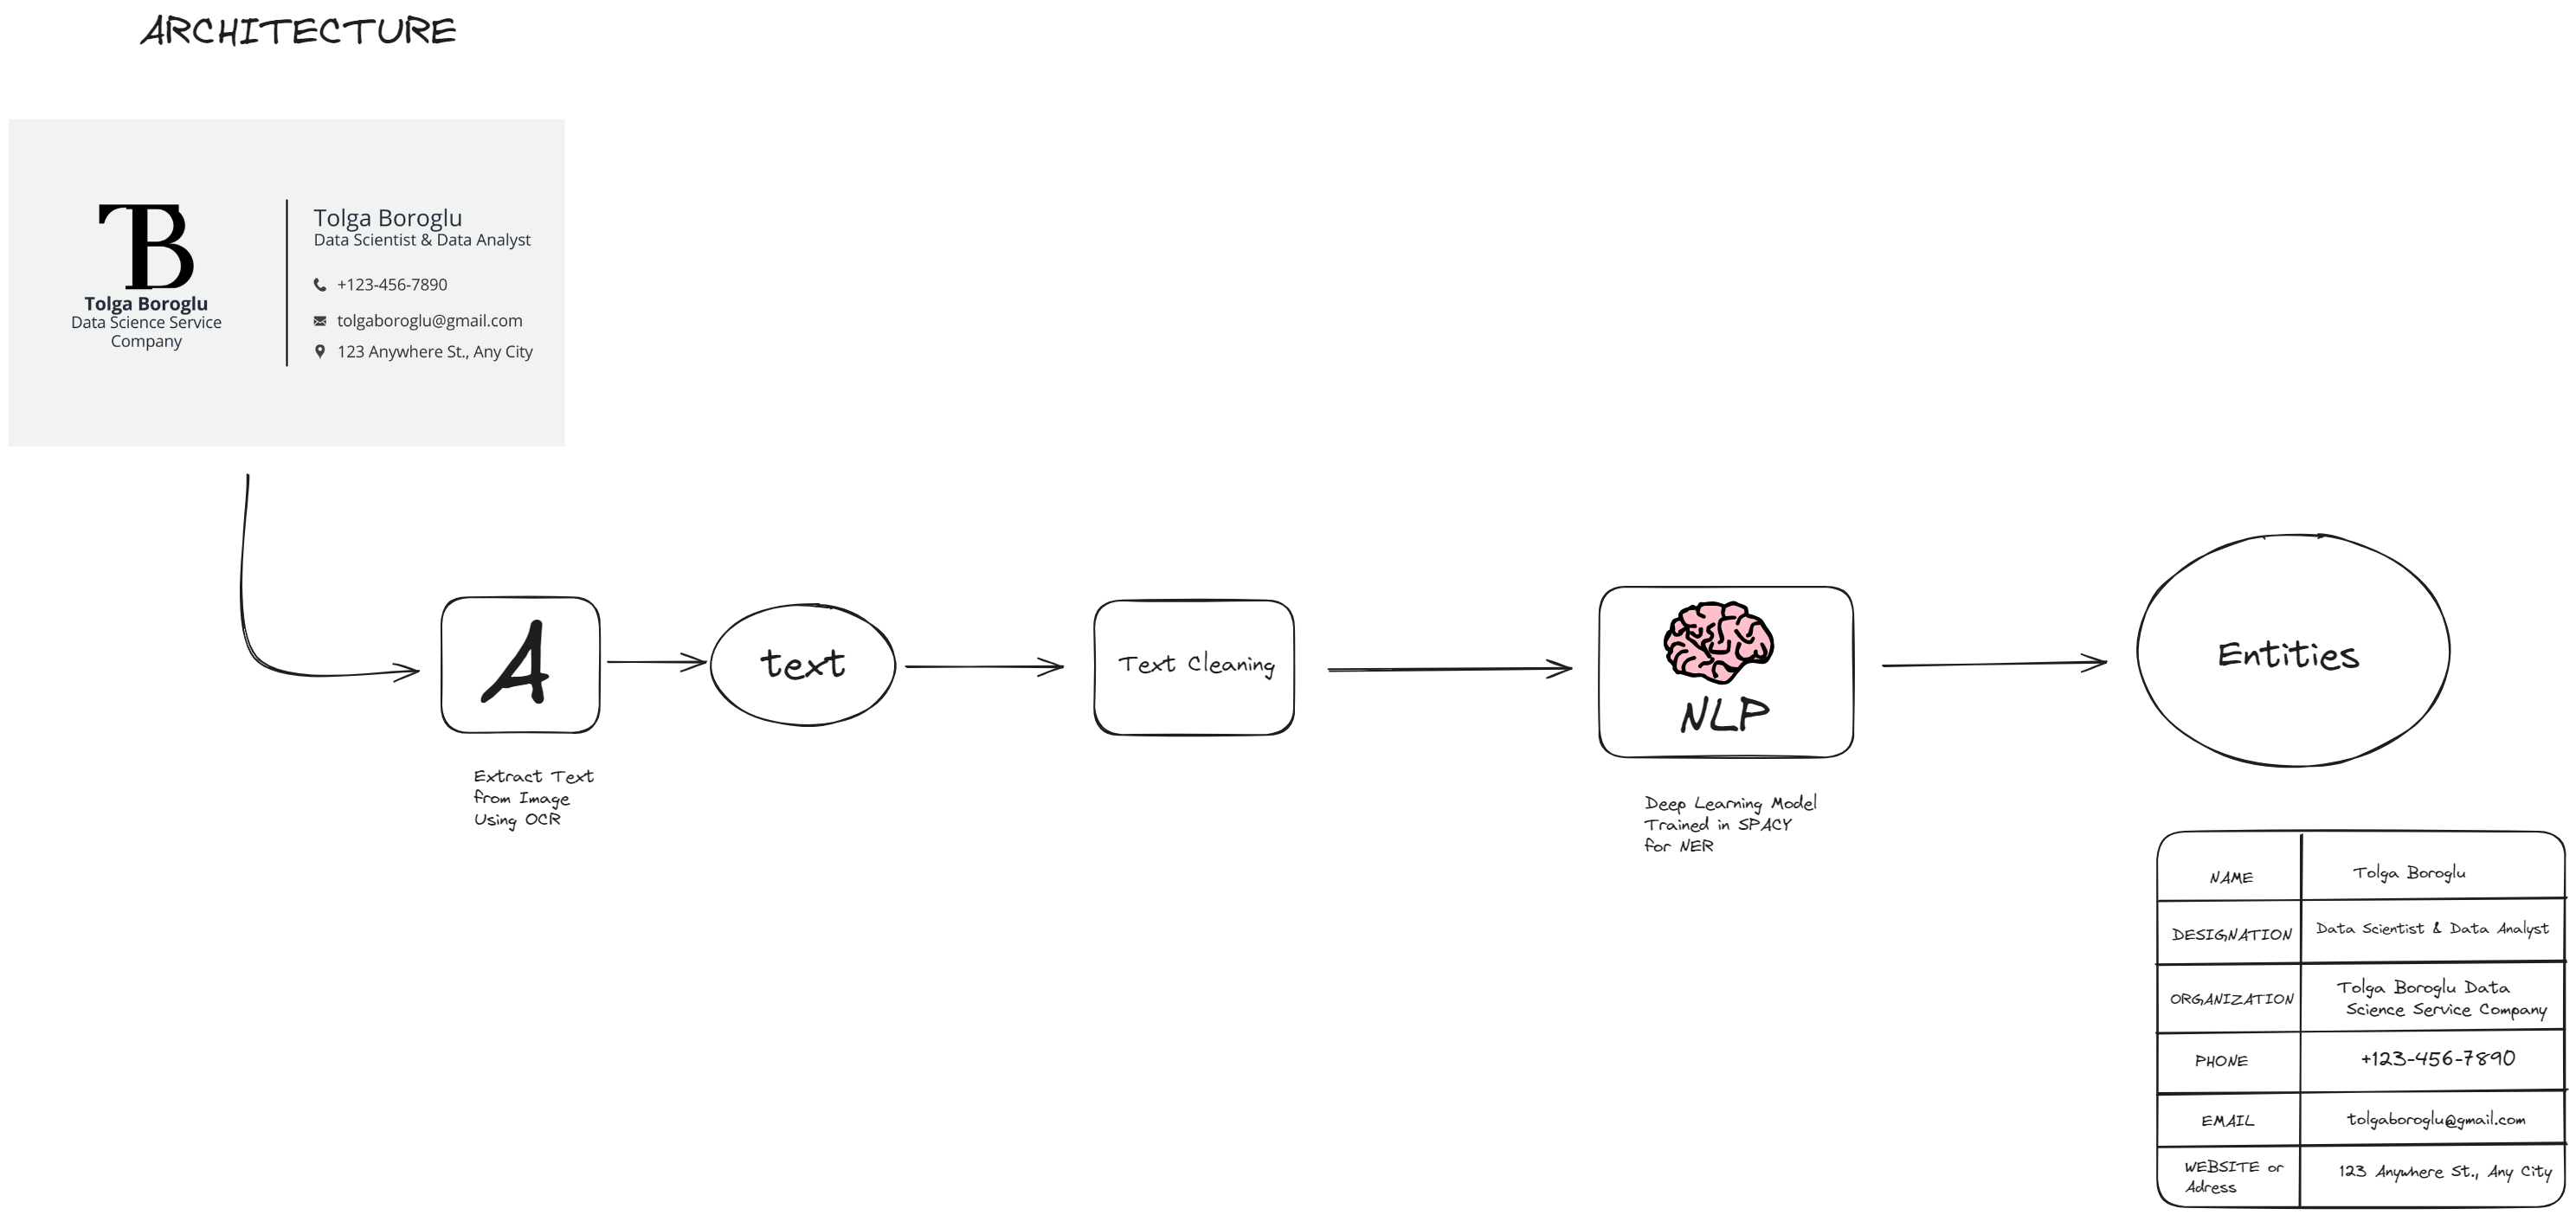 ARCHITECTURE
TB
Tolga Boroglu
Data Science Service
Company
Tolga Boroglu
Data Scientist & Data Analyst
+123-456-7890
tolgaboroglu@gmail.com
123 Anywhere St., Any City
A
Extract Text
from Image
Using OCR
text
Text Cleaning
NLP
Deep Learning Model
Trained in SPACY
for NER
Entities
NAME Tolga Boroglu
DESIGNATION Data Scientist & Data Analyst
ORGANIZATION Tolga Boroglu Data
Science Service Company
PHONE +123-456-7890
EMAIL tolgaboroglu@gmail.com
WEBSITE or 123 Anywhere St., Any City
Adress